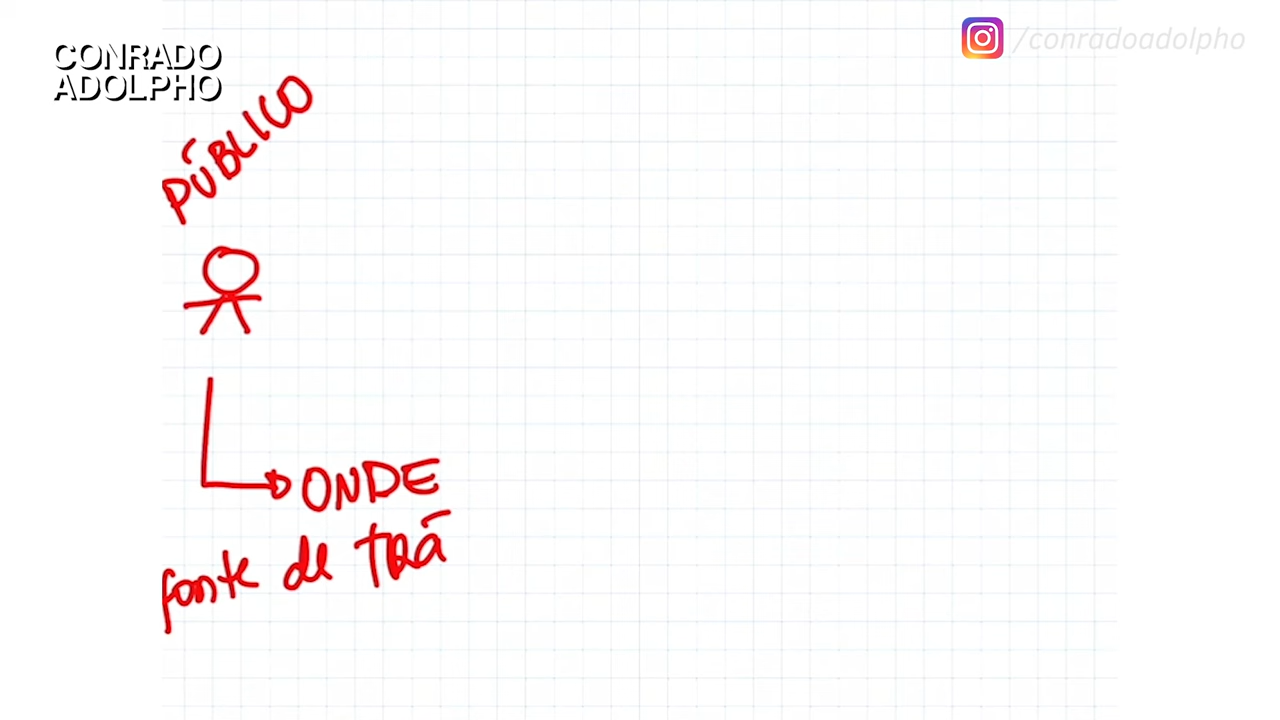 CONRADO
ADOLPHO
/conradoadolpho
PÚBLICO
ONDE
fonte de TRÁ